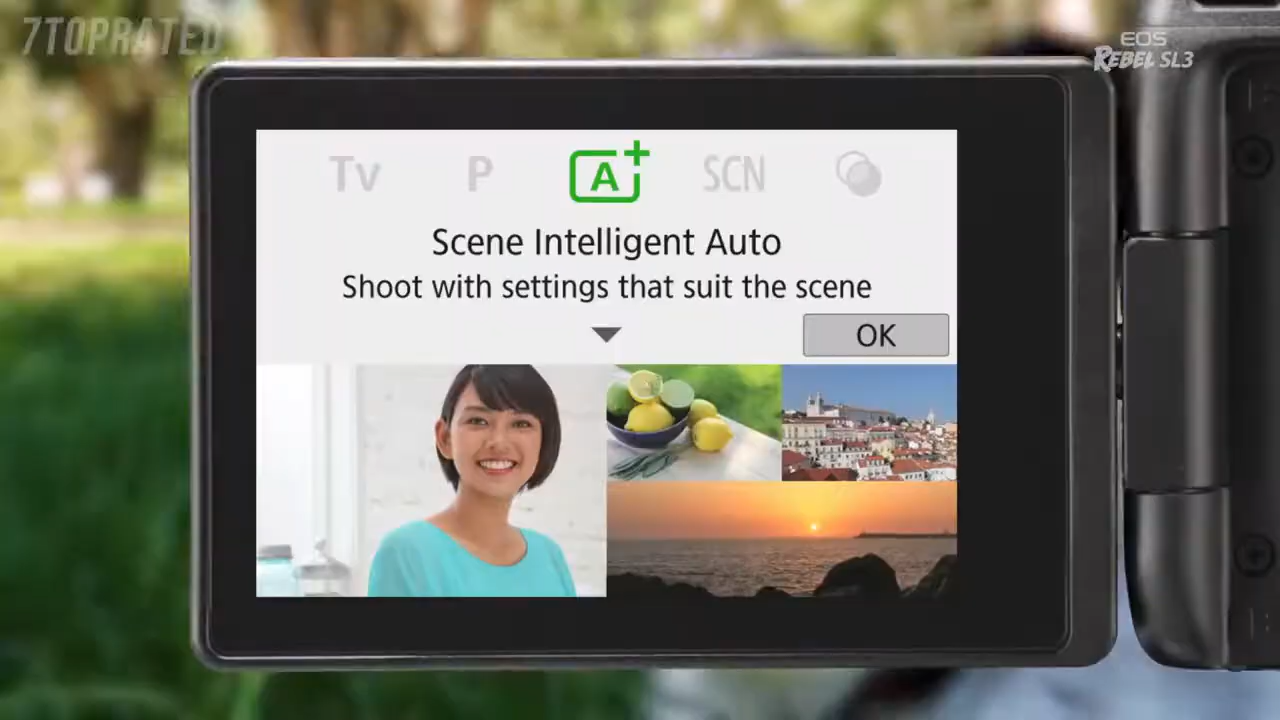 7TOPRATED
EOS
REBEL SL3
Tv P A+ SCN
Scene Intelligent Auto
Shoot with settings that suit the scene
OK